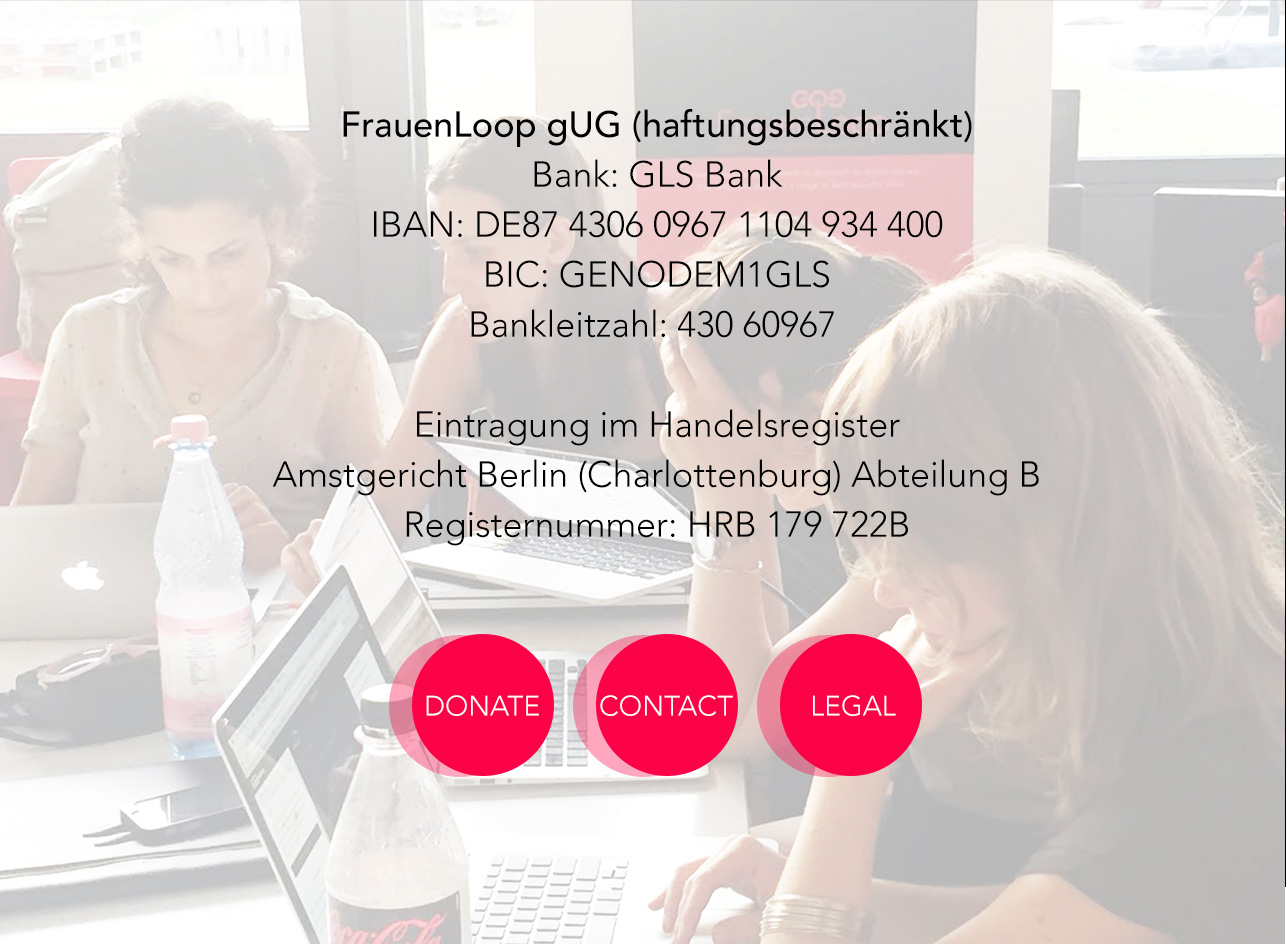 FrauenLoop gUG (haftungsbeschränkt)
Bank: GLS Bank
IBAN: DE87 4306 0967 1104 934 400
BIC: GENODEM1GLS
Bankleitzahl: 430 60967
Eintragung im Handelsregister
Amstgericht Berlin (Charlottenburg) Abteilung B
Registernummer: HRB 179 722B
DONATE
CONTACT
LEGAL